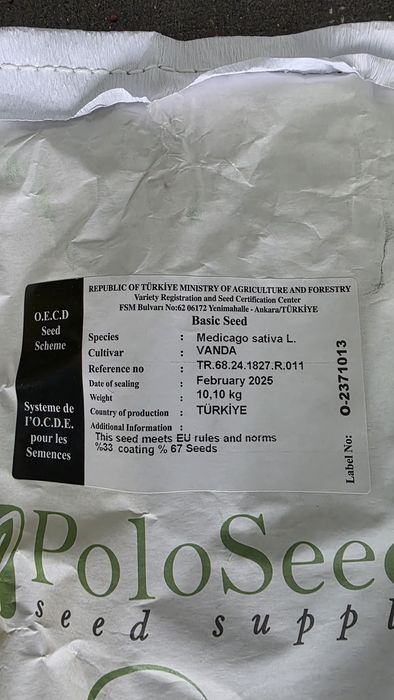 O.E.C.D
Seed
Scheme
Systeme de
l'O.C.D.E.
pour les
Semences
REPUBLIC OF TÜRKİYE MINISTRY OF AGRICULTURE AND FORESTRY
Variety Registration and Seed Certification Center
FSM Bulvarı No:62 06172 Yenimahalle - Ankara/TÜRKİYE
Basic Seed
Species : Medicago sativa L.
Cultivar : VANDA
Reference no : TR.68.24.1827.R.011
Date of sealing : February 2025
Weight : 10,10 kg
Country of production : TÜRKİYE
Additional Information :
This seed meets EU rules and norms
%33 coating % 67 Seeds
Label No: O-2371013
PoloSee
seed suppl